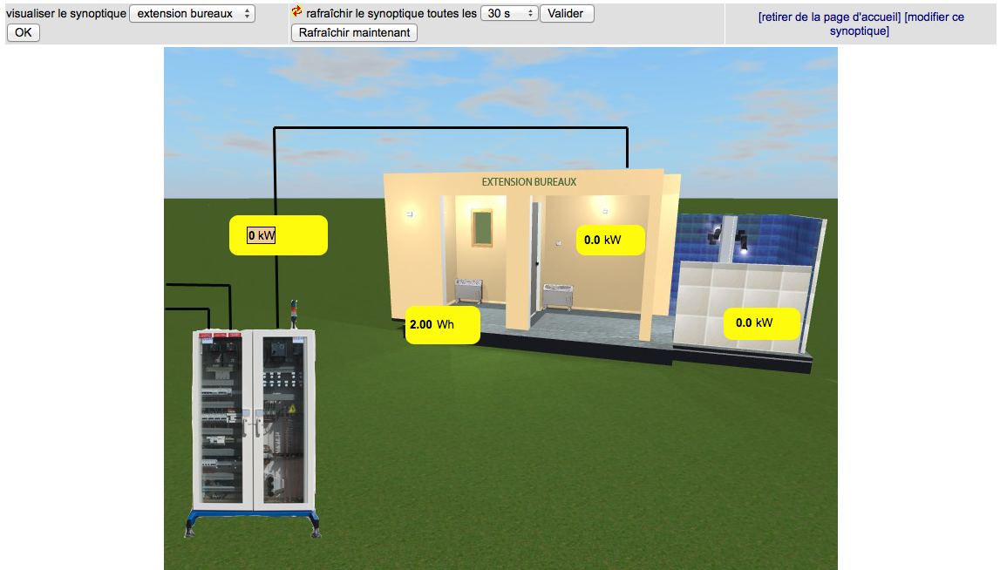 visualiser le synoptique extension bureaux
OK
rafraîchir le synoptique toutes les 30 s Valider
Rafraîchir maintenant
[retirer de la page d'accueil] [modifier ce
synoptique]
EXTENSION BUREAUX
0 kW
0.0 kW
2.00 Wh
0.0 kW